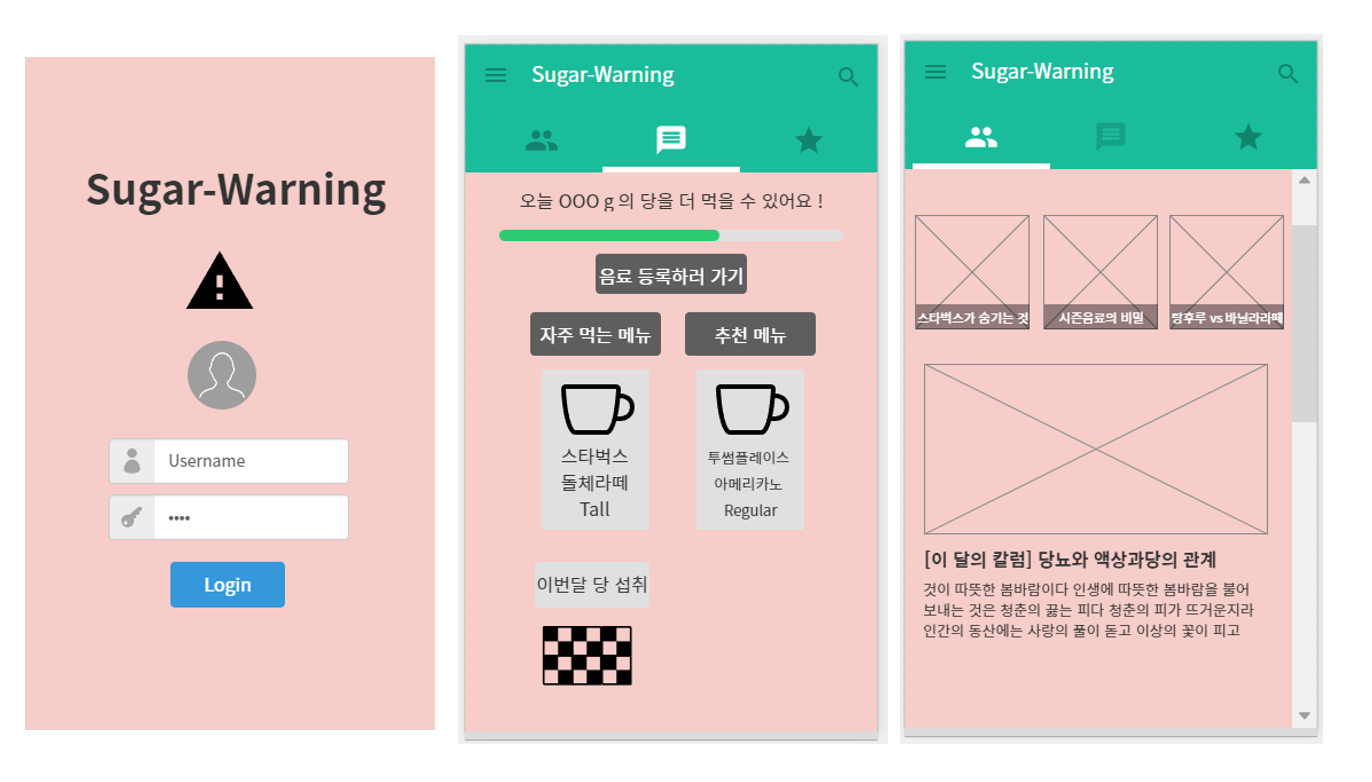 Sugar-Warning
Username
Login
Sugar-Warning
오늘 OOO g 의 당을 더 먹을 수 있어요 !
음료 등록하러 가기
자주 먹는 메뉴
추천 메뉴
스타벅스
돌체라떼
Tall
투썸플레이스
아메리카노
Regular
이번달 당 섭취
Sugar-Warning
스타벅스가 숨기는 것
시즌음료의 비밀
탕후루 vs 바닐라라떼
[이 달의 칼럼] 당뇨와 액상과당의 관계
것이 따뜻한 봄바람이다 인생에 따뜻한 봄바람을 불어
보내는 것은 청춘의 끓는 피다 청춘의 피가 뜨거운지라
인간의 동산에는 사랑의 풀이 돋고 이상의 꽃이 피고